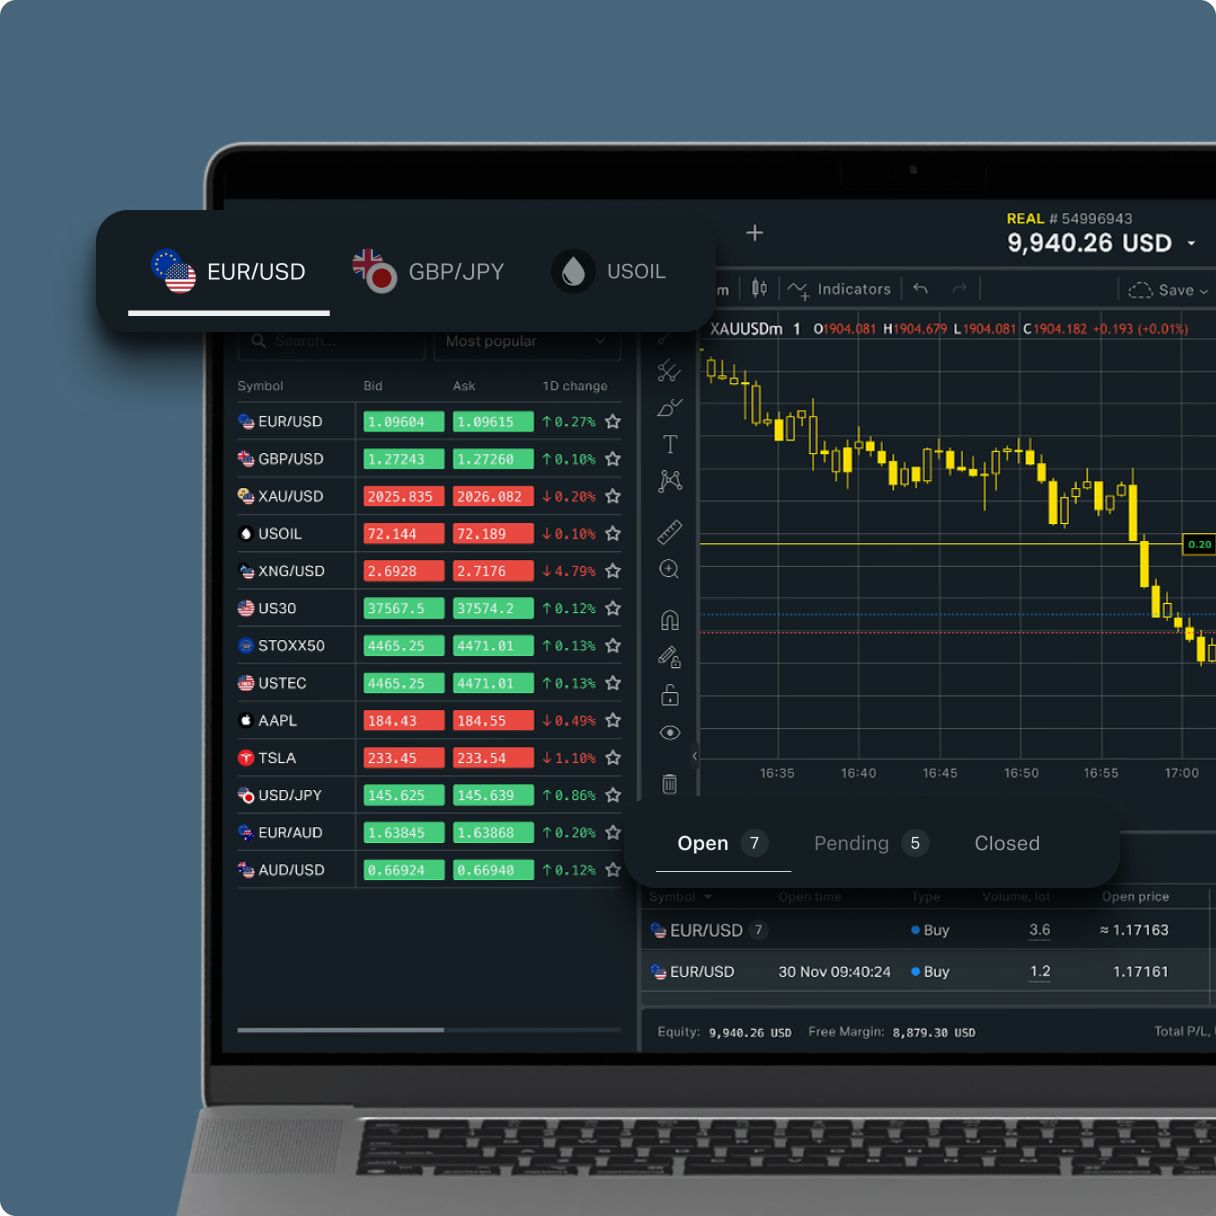 REAL # 54996943
9,940.26 USD
EUR/USD GBP/JPY USOIL
m Indicators Save
Search... Most popular
XAUUSDm 1 O1904.081 H1904.679 L1904.081 C1904.182 +0.193 (+0.01%)
Symbol Bid Ask 1D change
EUR/USD 1.09604 1.09615 ↑0.27%
GBP/USD 1.27243 1.27260 ↑0.10%
XAU/USD 2025.835 2026.082 ↓0.20%
USOIL 72.144 72.189 ↓0.10%
XNG/USD 2.6928 2.7176 ↓4.79%
US30 37567.5 37574.2 ↑0.12%
STOXX50 4465.25 4471.01 ↑0.13%
USTEC 4465.25 4471.01 ↑0.13%
AAPL 184.43 184.55 ↓0.49%
TSLA 233.45 233.54 ↓1.10%
USD/JPY 145.625 145.639 ↑0.86%
EUR/AUD 1.63845 1.63868 ↑0.20%
AUD/USD 0.66924 0.66940 ↑0.12%
T
0.20
16:35 16:40 16:45 16:50 16:55 17:00
Open 7 Pending 5 Closed
Symbol Open time Type Volume, lot Open price
EUR/USD 7 Buy 3.6 ≈ 1.17163
EUR/USD 30 Nov 09:40:24 Buy 1.2 1.17161
Equity: 9,940.26 USD Free Margin: 8,879.30 USD Total P/L,